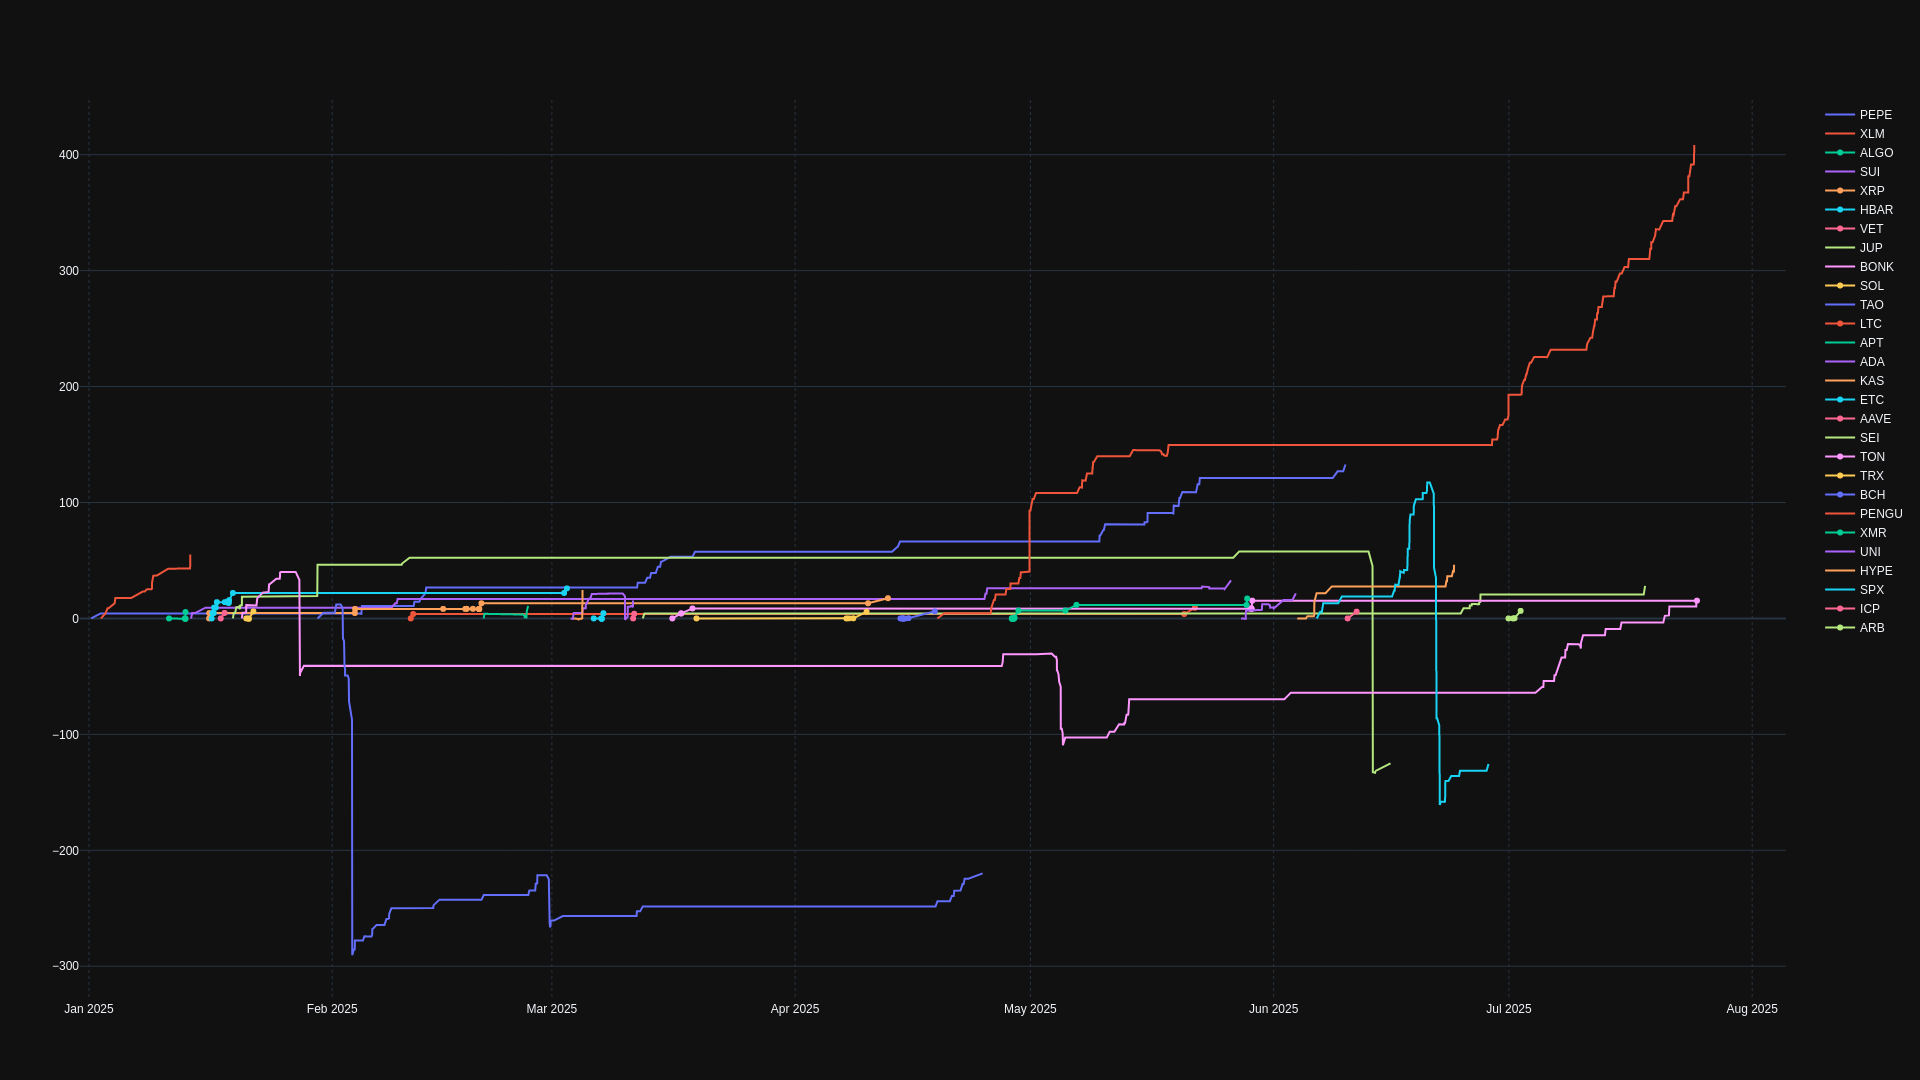 400
300
200
100
0
−100
−200
−300
Jan 2025
Feb 2025
Mar 2025
Apr 2025
May 2025
Jun 2025
Jul 2025
Aug 2025
PEPE
XLM
ALGO
SUI
XRP
HBAR
VET
JUP
BONK
SOL
TAO
LTC
APT
ADA
KAS
ETC
AAVE
SEI
TON
TRX
BCH
PENGU
XMR
UNI
HYPE
SPX
ICP
ARB